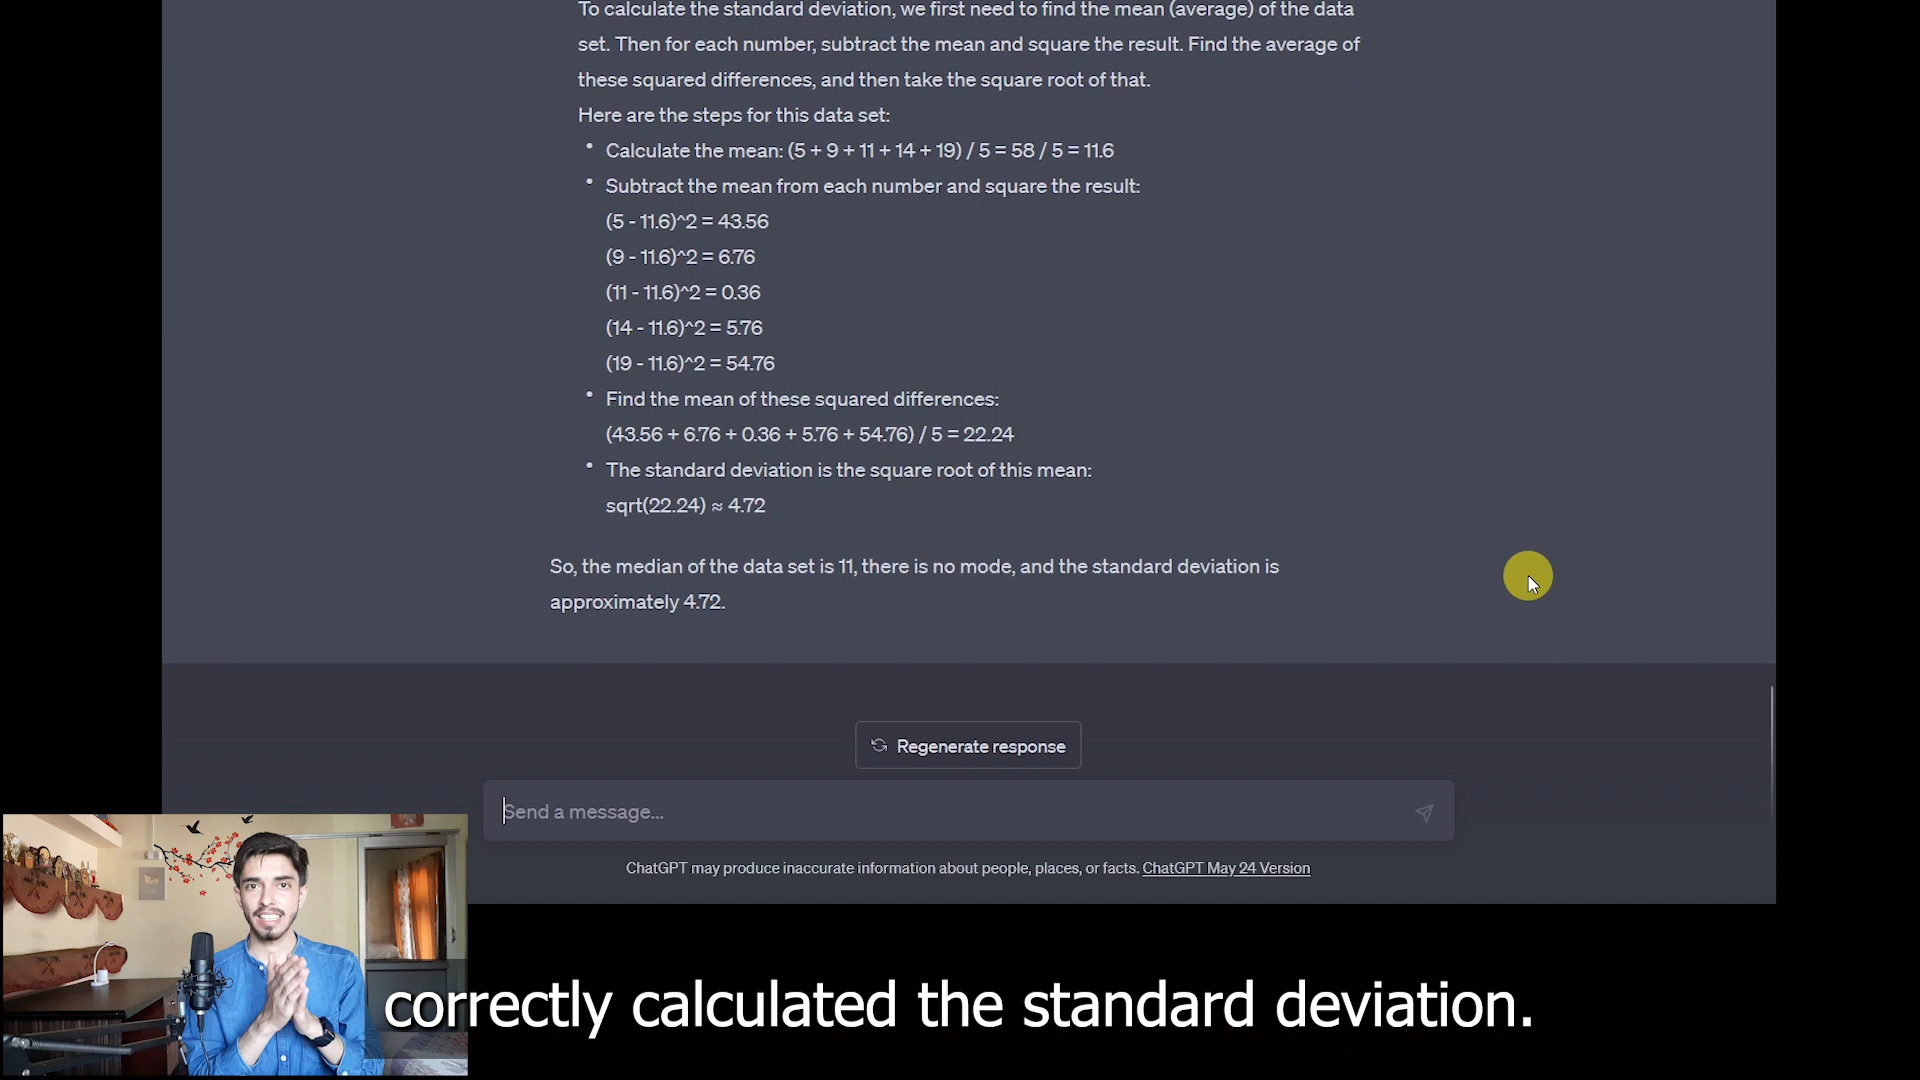 To calculate the standard deviation, we first need to find the mean (average) of the data
set. Then for each number, subtract the mean and square the result. Find the average of
these squared differences, and then take the square root of that.
Here are the steps for this data set:
• Calculate the mean: (5 + 9 + 11 + 14 + 19) / 5 = 58 / 5 = 11.6
• Subtract the mean from each number and square the result:
(5 - 11.6)^2 = 43.56
(9 - 11.6)^2 = 6.76
(11 - 11.6)^2 = 0.36
(14 - 11.6)^2 = 5.76
(19 - 11.6)^2 = 54.76
• Find the mean of these squared differences:
(43.56 + 6.76 + 0.36 + 5.76 + 54.76) / 5 = 22.24
• The standard deviation is the square root of this mean:
sqrt(22.24) ≈ 4.72
So, the median of the data set is 11, there is no mode, and the standard deviation is
approximately 4.72.
Regenerate response
Send a message...
ChatGPT may produce inaccurate information about people, places, or facts. ChatGPT May 24 Version
correctly calculated the standard deviation.